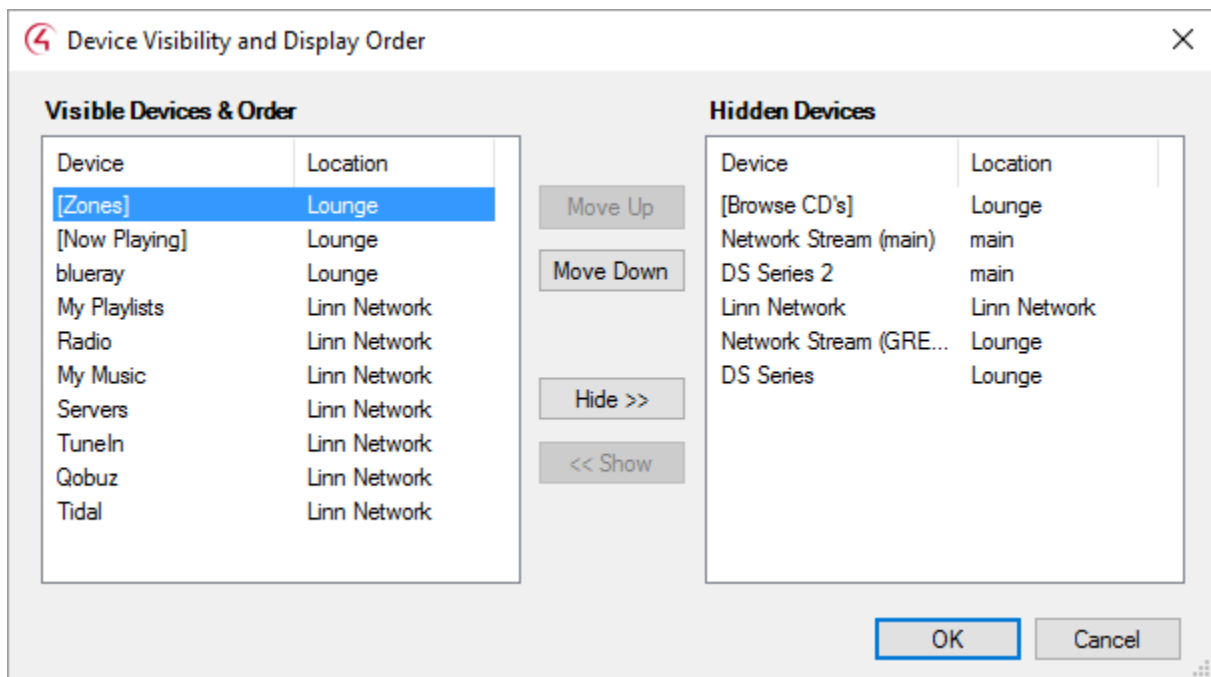 Device Visibility and Display Order
Visible Devices & Order
Device Location
[Zones] Lounge
[Now Playing] Lounge
blueray Lounge
My Playlists Linn Network
Radio Linn Network
My Music Linn Network
Servers Linn Network
TuneIn Linn Network
Qobuz Linn Network
Tidal Linn Network
Move Up
Move Down
Hide >>
<< Show
Hidden Devices
Device Location
[Browse CD's] Lounge
Network Stream (main) main
DS Series 2 main
Linn Network Linn Network
Network Stream (GRE... Lounge
DS Series Lounge
OK Cancel